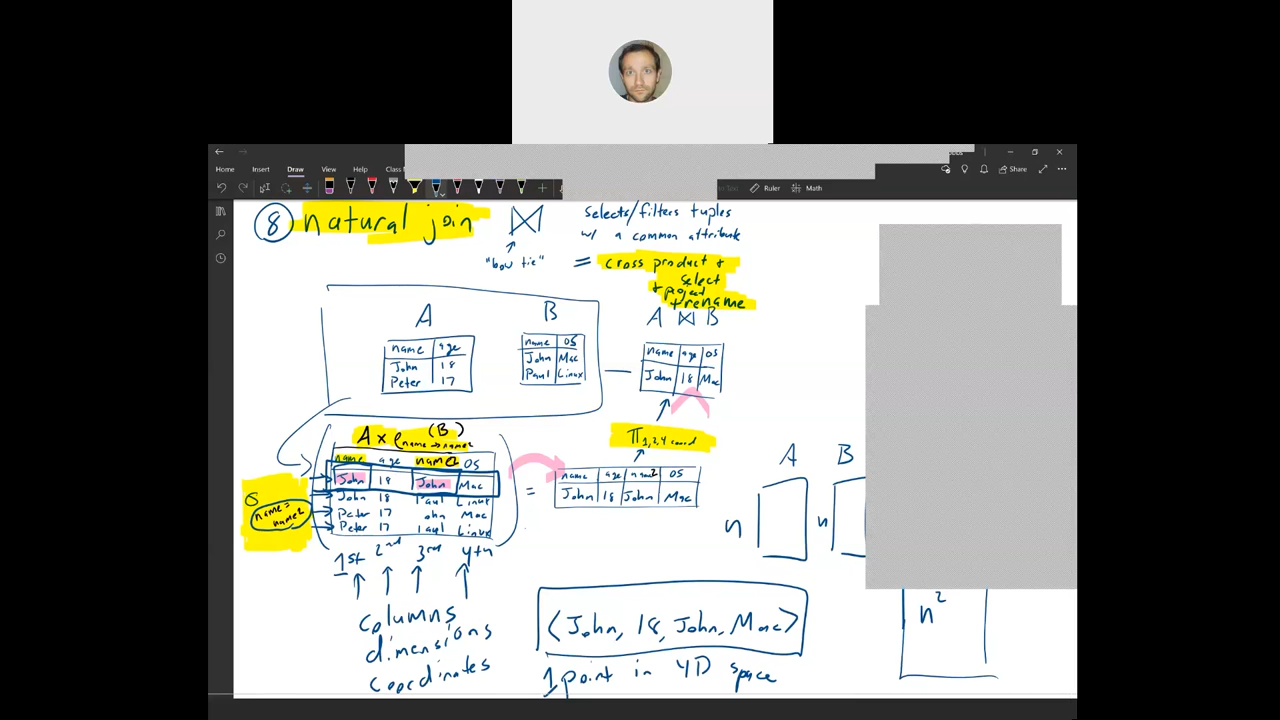 Home Insert Draw View Help Class
Share
Ruler Math
8 natural join ⋈ selects/filters tuples
w/ a common attribute
"bow tie" = cross product +
select
+ project
+ rename
A B A ⋈ B
name age
John 18
Peter 17
name OS
John Mac
Paul Linux
name age OS
John 18 Mac
A × ρ name→name2 (B)
π 1,2,4 coord
σ name = name2
name age name2 OS
John 18 John Mac
John 18 Paul Linux
Peter 17 John Mac
Peter 17 Paul Linux
=
name age name2 OS
John 18 John Mac
1st 2nd 3rd 4th
columns
dimensions
coordinates
⟨John, 18, John, Mac⟩
1 point in 4D space
A B
n n
n²